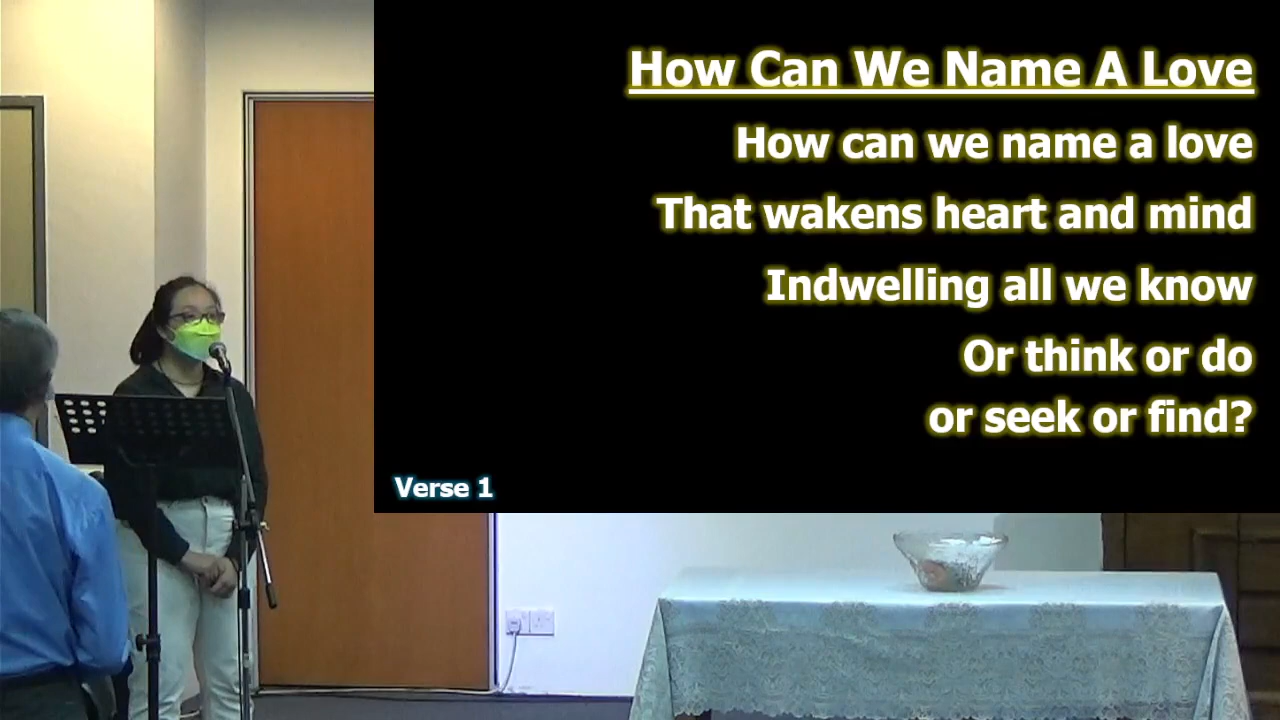 How Can We Name A Love
How can we name a love
That wakens heart and mind
Indwelling all we know
Or think or do
or seek or find?
Verse 1